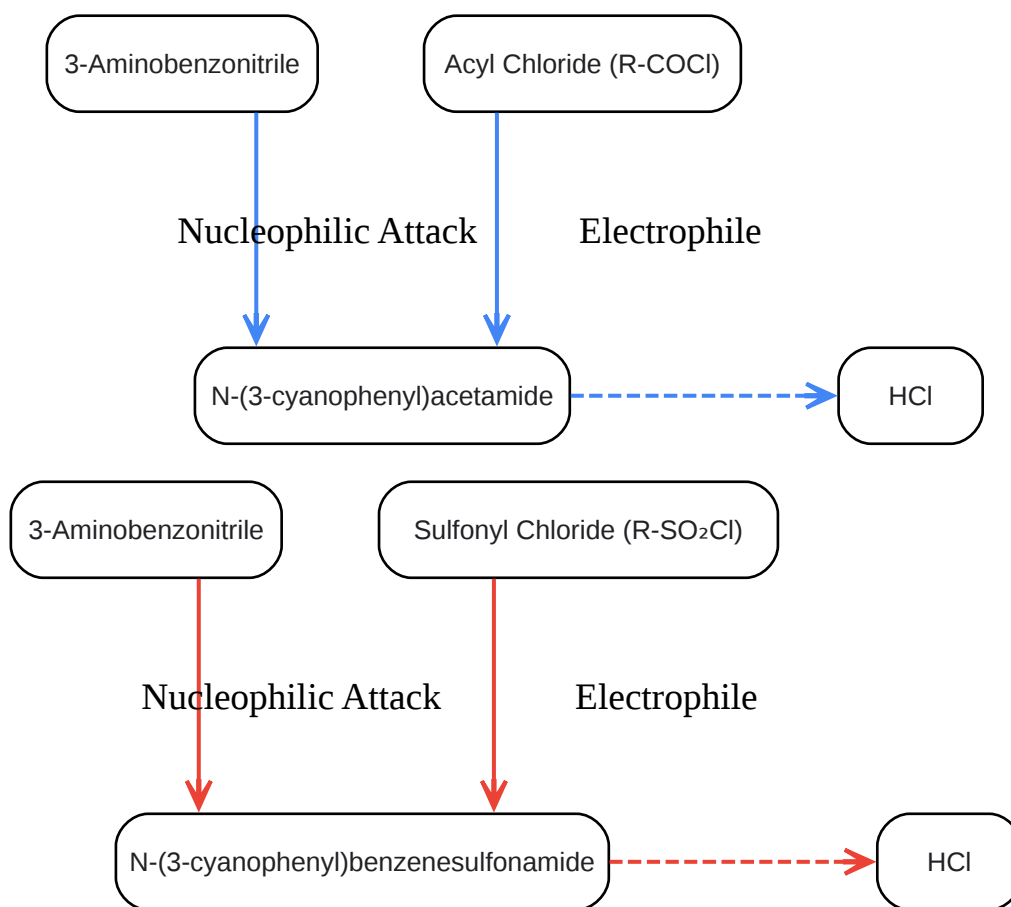 3-Aminobenzonitrile
Acyl Chloride (R-COCl)
Nucleophilic Attack
Electrophile
N-(3-cyanophenyl)acetamide
HCl
3-Aminobenzonitrile
Sulfonyl Chloride (R-SO₂Cl)
Nucleophilic Attack
Electrophile
N-(3-cyanophenyl)benzenesulfonamide
HCl